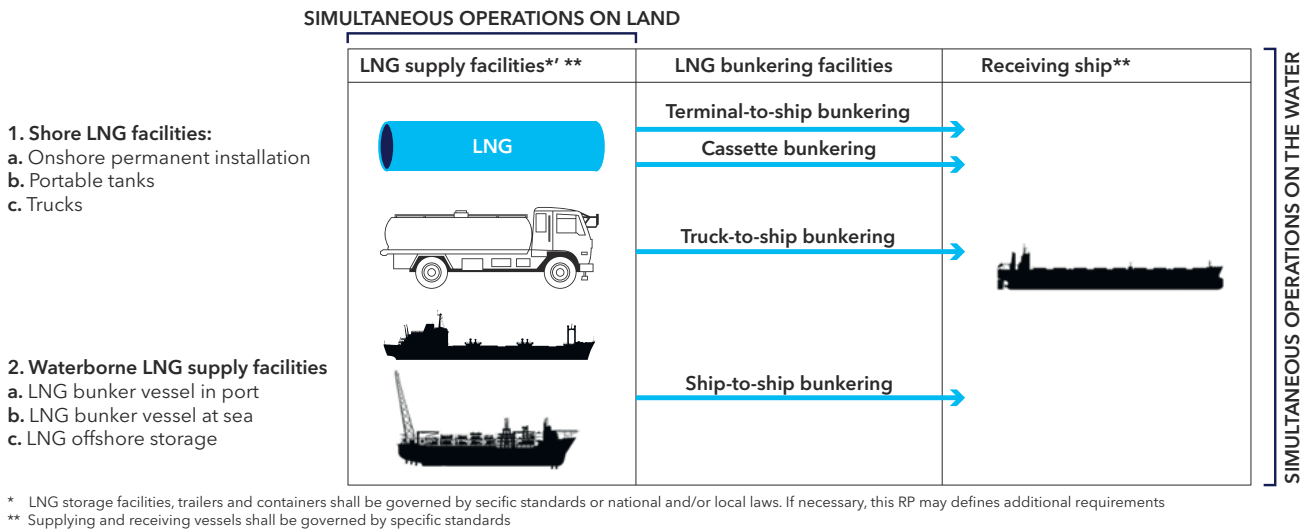 SIMULTANEOUS OPERATIONS ON LAND
LNG supply facilities*’ **
LNG bunkering facilities
Receiving ship**
1. Shore LNG facilities:
a. Onshore permanent installation
b. Portable tanks
c. Trucks
LNG
Terminal-to-ship bunkering
Cassette bunkering
Truck-to-ship bunkering
2. Waterborne LNG supply facilities
a. LNG bunker vessel in port
b. LNG bunker vessel at sea
c. LNG offshore storage
Ship-to-ship bunkering
SIMULTANEOUS OPERATIONS ON THE WATER
* LNG storage facilities, trailers and containers shall be governed by secific standards or national and/or local laws. If necessary, this RP may defines additional requirements
** Supplying and receiving vessels shall be governed by specific standards